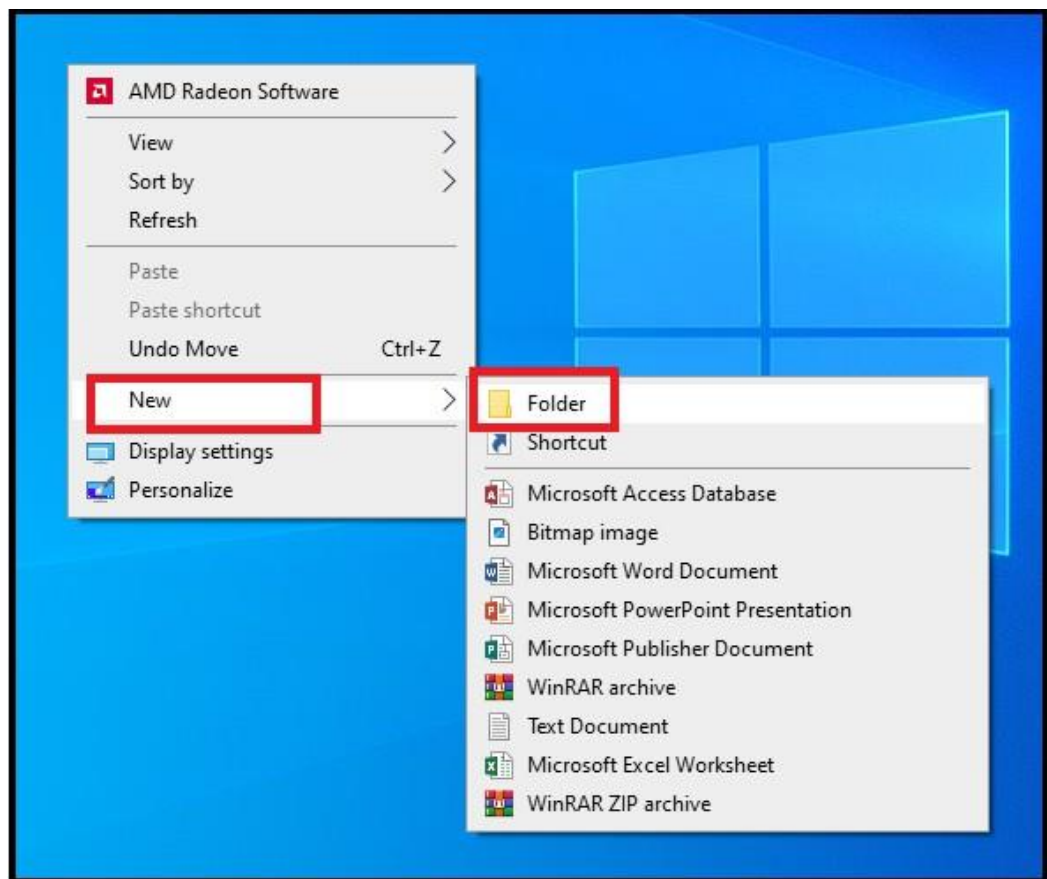 AMD Radeon Software
View
Sort by
Refresh
Paste
Paste shortcut
Undo Move Ctrl+Z
New
Display settings
Personalize
Folder
Shortcut
Microsoft Access Database
Bitmap image
Microsoft Word Document
Microsoft PowerPoint Presentation
Microsoft Publisher Document
WinRAR archive
Text Document
Microsoft Excel Worksheet
WinRAR ZIP archive